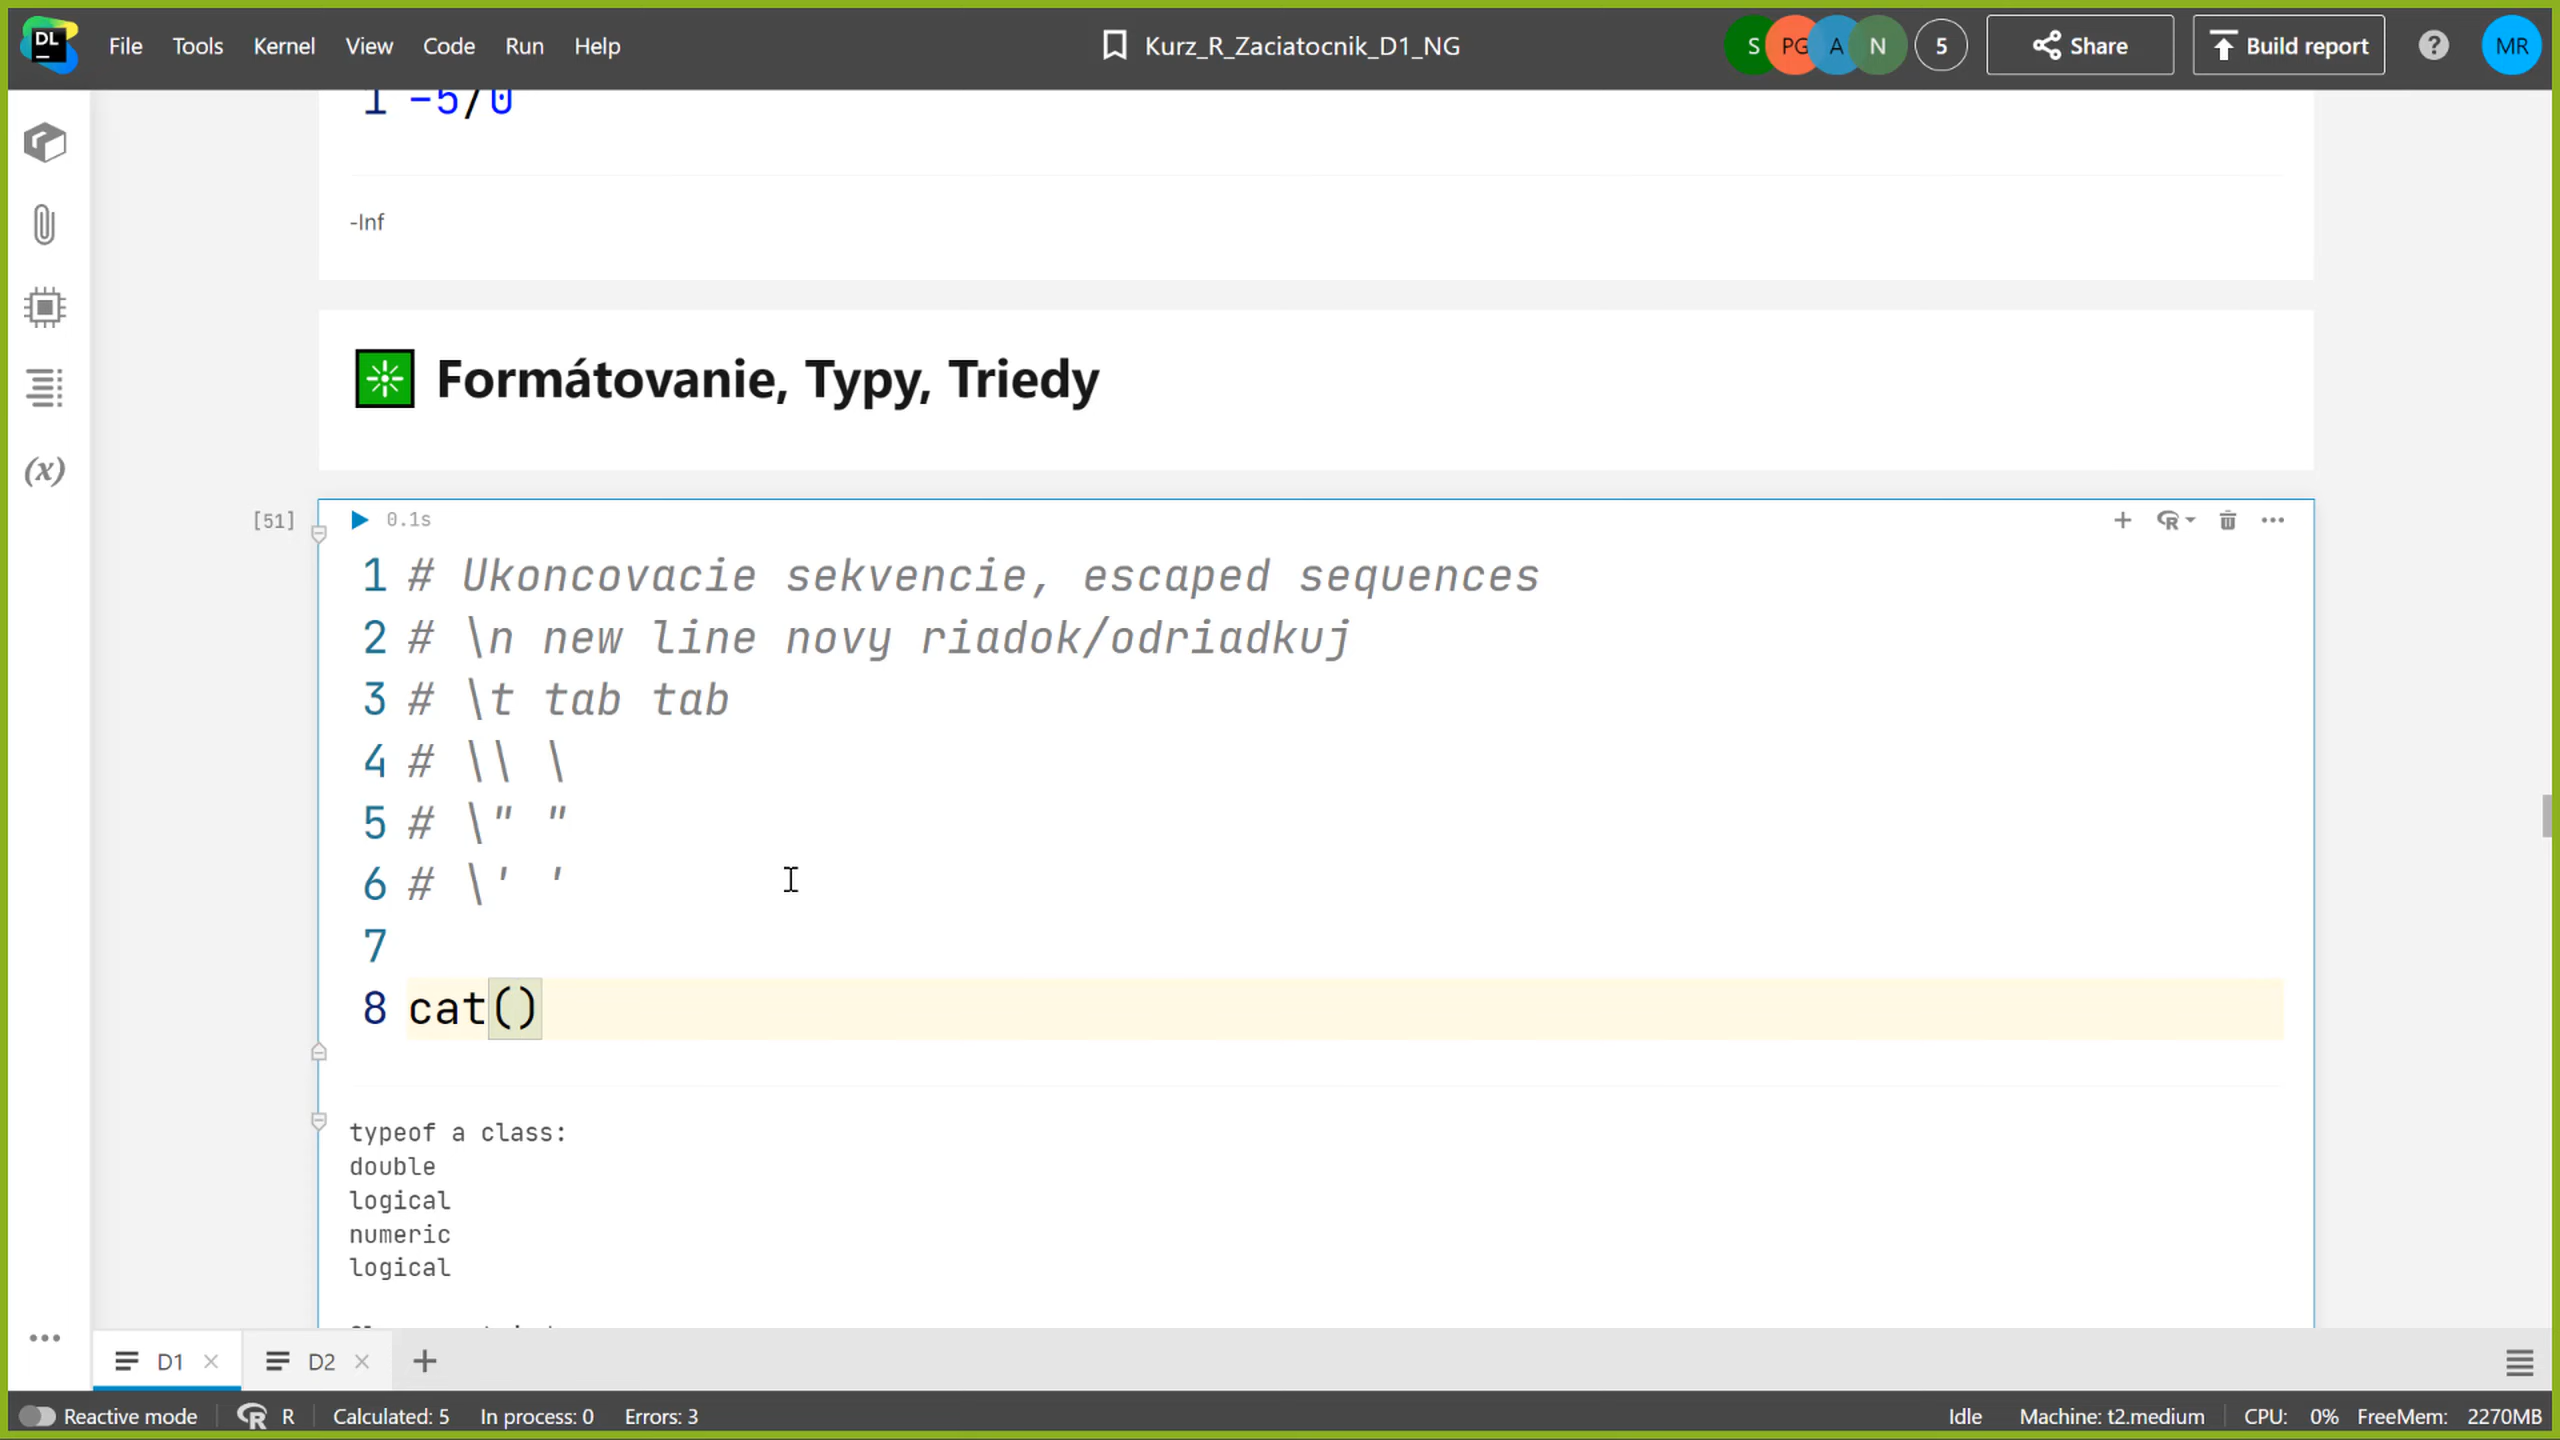 DL
File Tools Kernel View Code Run Help
Kurz_R_Zaciatocnik_D1_NG
S PG A N 5 Share Build report ? MR
1 -5/0
-Inf
Formátovanie, Typy, Triedy
[51] 0.1s
1 # Ukoncovacie sekvencie, escaped sequences
2 # \n new line novy riadok/odriadkuj
3 # \t tab tab
4 # \\ \
5 # \" "
6 # \' '
7
8 cat()
typeof a class:
double
logical
numeric
logical
D1 D2
Reactive mode R Calculated: 5 In process: 0 Errors: 3 Idle Machine: t2.medium CPU: 0% FreeMem: 2270MB
(x)